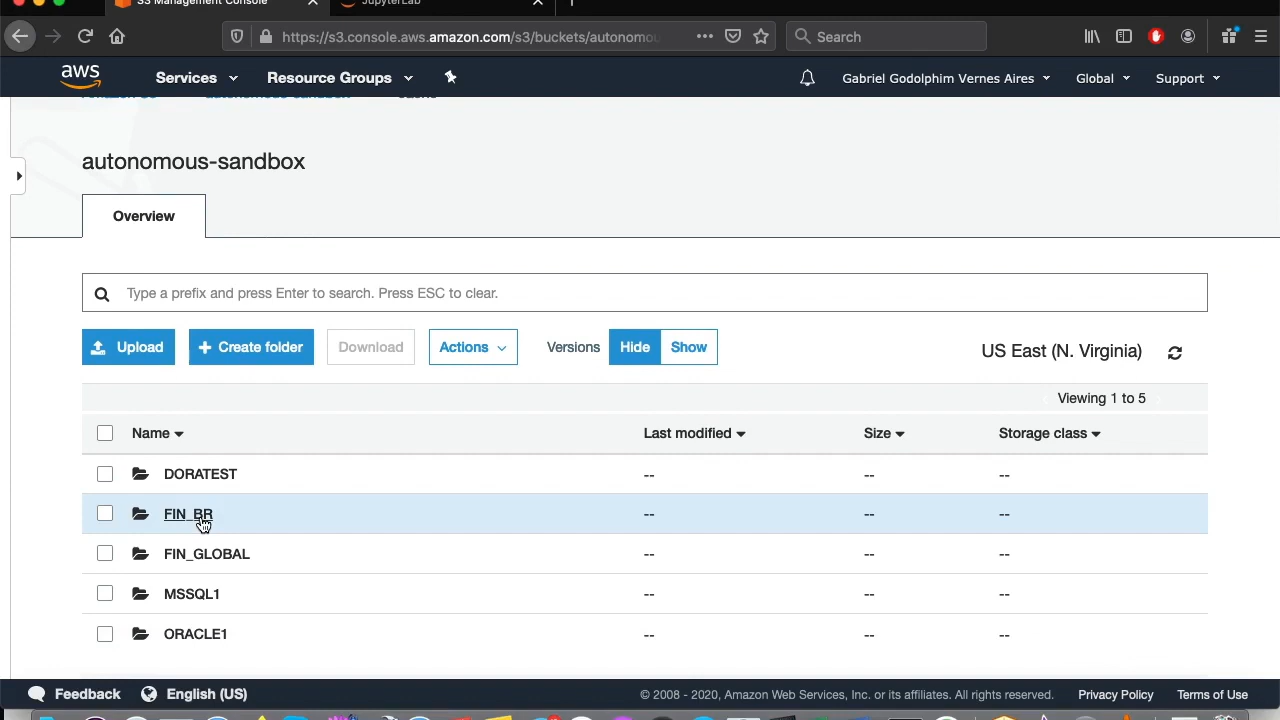 S3 Management Console
JupyterLab
https://s3.console.aws.amazon.com/s3/buckets/autonomou
Search
aws
Services
Resource Groups
Gabriel Godolphim Vernes Aires
Global
Support
autonomous-sandbox
Overview
Type a prefix and press Enter to search. Press ESC to clear.
Upload
+ Create folder
Download
Actions
Versions
Hide
Show
US East (N. Virginia)
Viewing 1 to 5
Name
Last modified
Size
Storage class
DORATEST
--
--
--
FIN_BR
--
--
--
FIN_GLOBAL
--
--
--
MSSQL1
--
--
--
ORACLE1
--
--
--
Feedback
English (US)
© 2008 - 2020, Amazon Web Services, Inc. or its affiliates. All rights reserved.
Privacy Policy
Terms of Use